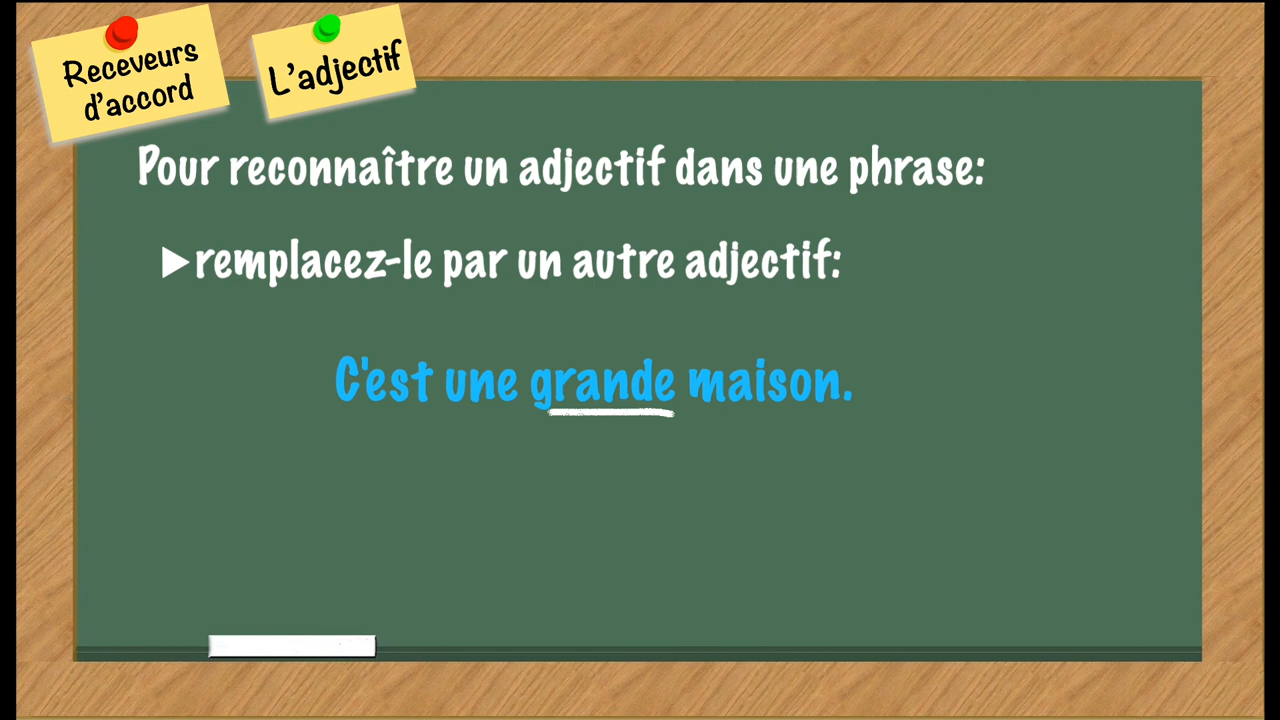 Receveurs
d'accord
L'adjectif
Pour reconnaître un adjectif dans une phrase:
▶remplacez-le par un autre adjectif:
C'est une grande maison.